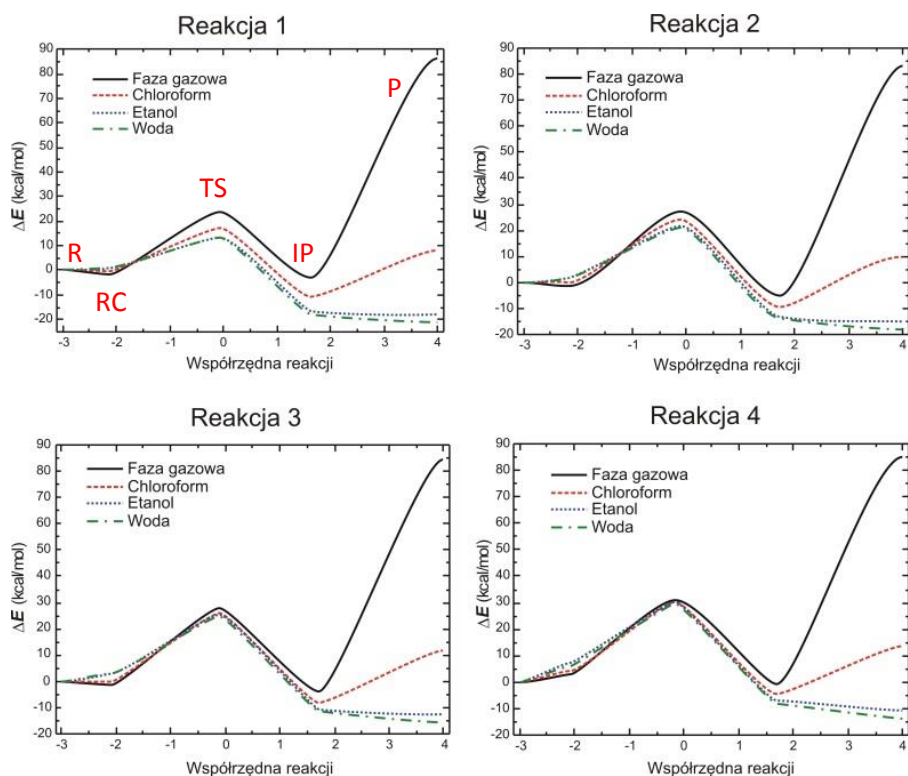 Reakcja 1
90
80
70
60
50
40
30
20
10
0
-10
-20
ΔE (kcal/mol)
Faza gazowa
Chloroform
Etanol
Woda
R
RC
TS
IP
P
-3 -2 -1 0 1 2 3 4
Współrzędna reakcji
Reakcja 2
90
80
70
60
50
40
30
20
10
0
-10
-20
ΔE (kcal/mol)
Faza gazowa
Chloroform
Etanol
Woda
-3 -2 -1 0 1 2 3 4
Współrzędna reakcji
Reakcja 3
90
80
70
60
50
40
30
20
10
0
-10
-20
ΔE (kcal/mol)
Faza gazowa
Chloroform
Etanol
Woda
-3 -2 -1 0 1 2 3 4
Współrzędna reakcji
Reakcja 4
90
80
70
60
50
40
30
20
10
0
-10
-20
ΔE (kcal/mol)
Faza gazowa
Chloroform
Etanol
Woda
-3 -2 -1 0 1 2 3 4
Współrzędna reakcji